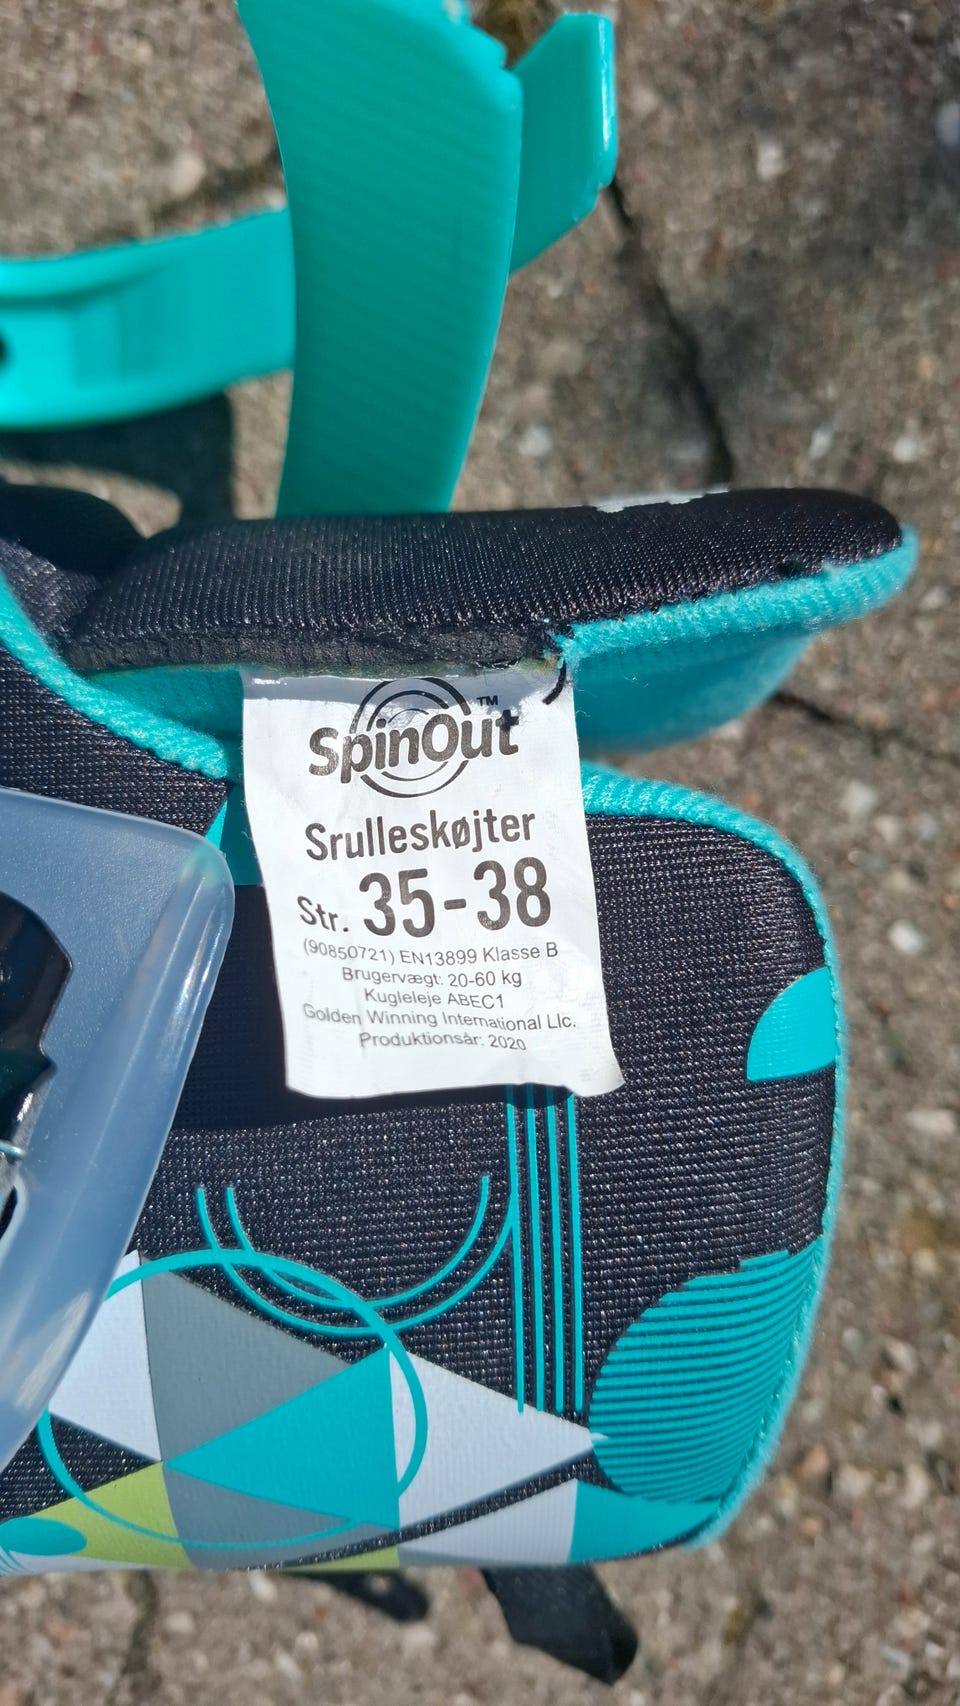 SpinOut™
Srulleskøjter
Str. 35-38
(90850721) EN13899 Klasse B
Brugervægt: 20-60 kg
Kugleleje ABEC1
Golden Winning International Llc.
Produktionsår: 2020